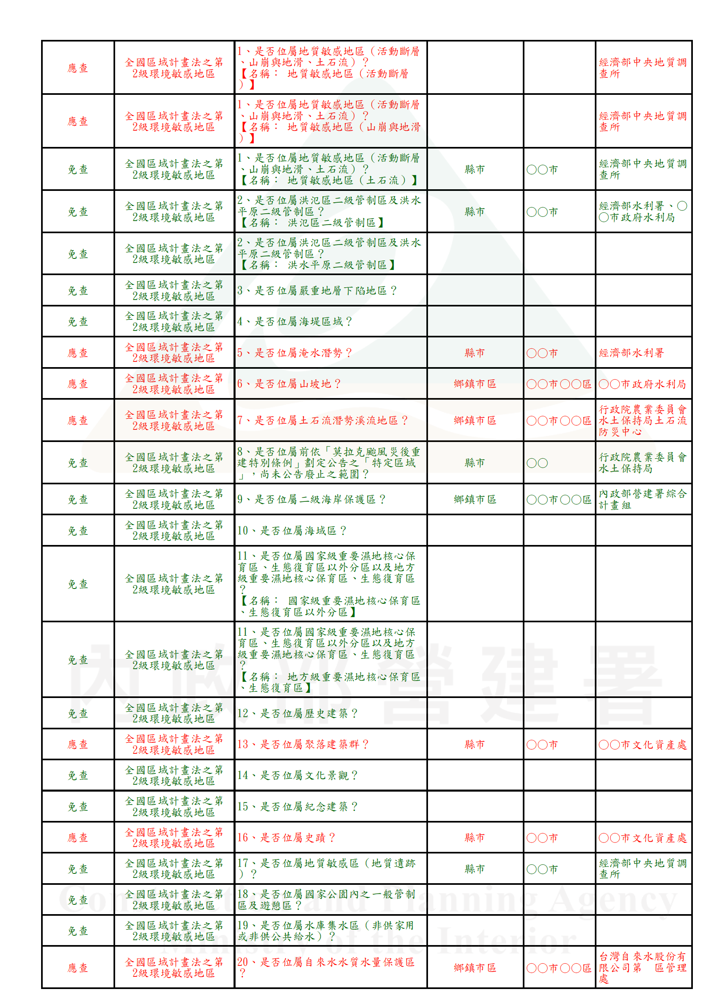 應查
全國區域計畫法之第
2級環境敏感地區
1、是否位屬地質敏感地區（活動斷層
、山崩與地滑、土石流）？
【名稱： 地質敏感地區（活動斷層
）】
經濟部中央地質調
查所
應查
全國區域計畫法之第
2級環境敏感地區
1、是否位屬地質敏感地區（活動斷層
、山崩與地滑、土石流）？
【名稱： 地質敏感地區（山崩與地滑
）】
經濟部中央地質調
查所
免查
全國區域計畫法之第
2級環境敏感地區
1、是否位屬地質敏感地區（活動斷層
、山崩與地滑、土石流）？
【名稱： 地質敏感地區（土石流）】
縣市
○○市
經濟部中央地質調
查所
免查
全國區域計畫法之第
2級環境敏感地區
2、是否位屬洪氾區二級管制區及洪水
平原二級管制區？
【名稱： 洪氾區二級管制區】
縣市
○○市
經濟部水利署、○
○市政府水利局
免查
全國區域計畫法之第
2級環境敏感地區
2、是否位屬洪氾區二級管制區及洪水
平原二級管制區？
【名稱： 洪水平原二級管制區】
免查
全國區域計畫法之第
2級環境敏感地區
3、是否位屬嚴重地層下陷地區？
免查
全國區域計畫法之第
2級環境敏感地區
4、是否位屬海堤區域？
應查
全國區域計畫法之第
2級環境敏感地區
5、是否位屬淹水潛勢？
縣市
○○市
經濟部水利署
應查
全國區域計畫法之第
2級環境敏感地區
6、是否位屬山坡地？
鄉鎮市區
○○市○○區
○○市政府水利局
應查
全國區域計畫法之第
2級環境敏感地區
7、是否位屬土石流潛勢溪流地區？
鄉鎮市區
○○市○○區
行政院農業委員會
水土保持局土石流
防災中心
免查
全國區域計畫法之第
2級環境敏感地區
8、是否位屬前依「莫拉克颱風災後重
建特別條例」劃定公告之「特定區域
」，尚未公告廢止之範圍？
縣市
○○
行政院農業委員會
水土保持局
免查
全國區域計畫法之第
2級環境敏感地區
9、是否位屬二級海岸保護區？
鄉鎮市區
○○市○○區
內政部營建署綜合
計畫組
免查
全國區域計畫法之第
2級環境敏感地區
10、是否位屬海域區？
免查
全國區域計畫法之第
2級環境敏感地區
11、是否位屬國家級重要濕地核心保
育區、生態復育區以外分區以及地方
級重要濕地核心保育區、生態復育區
？
【名稱： 國家級重要濕地核心保育區
、生態復育區以外分區】
免查
全國區域計畫法之第
2級環境敏感地區
11、是否位屬國家級重要濕地核心保
育區、生態復育區以外分區以及地方
級重要濕地核心保育區、生態復育區
？
【名稱： 地方級重要濕地核心保育區
、生態復育區】
內政部營建署
免查
全國區域計畫法之第
2級環境敏感地區
12、是否位屬歷史建築？
應查
全國區域計畫法之第
2級環境敏感地區
13、是否位屬聚落建築群？
縣市
○○市
○○市文化資產處
免查
全國區域計畫法之第
2級環境敏感地區
14、是否位屬文化景觀？
免查
全國區域計畫法之第
2級環境敏感地區
15、是否位屬紀念建築？
應查
全國區域計畫法之第
2級環境敏感地區
16、是否位屬史蹟？
縣市
○○市
○○市文化資產處
免查
全國區域計畫法之第
2級環境敏感地區
17、是否位屬地質敏感區（地質遺跡
）？
縣市
○○市
經濟部中央地質調
查所
免查
全國區域計畫法之第
2級環境敏感地區
18、是否位屬國家公園內之一般管制
區及遊憩區？
Construction and Planning Agency
免查
全國區域計畫法之第
2級環境敏感地區
19、是否位屬水庫集水區（非供家用
或非供公共給水）？
Ministry of the Interior
應查
全國區域計畫法之第
2級環境敏感地區
20、是否位屬自來水水質水量保護區
？
鄉鎮市區
○○市○○區
台灣自來水股份有
限公司第　區管理
處